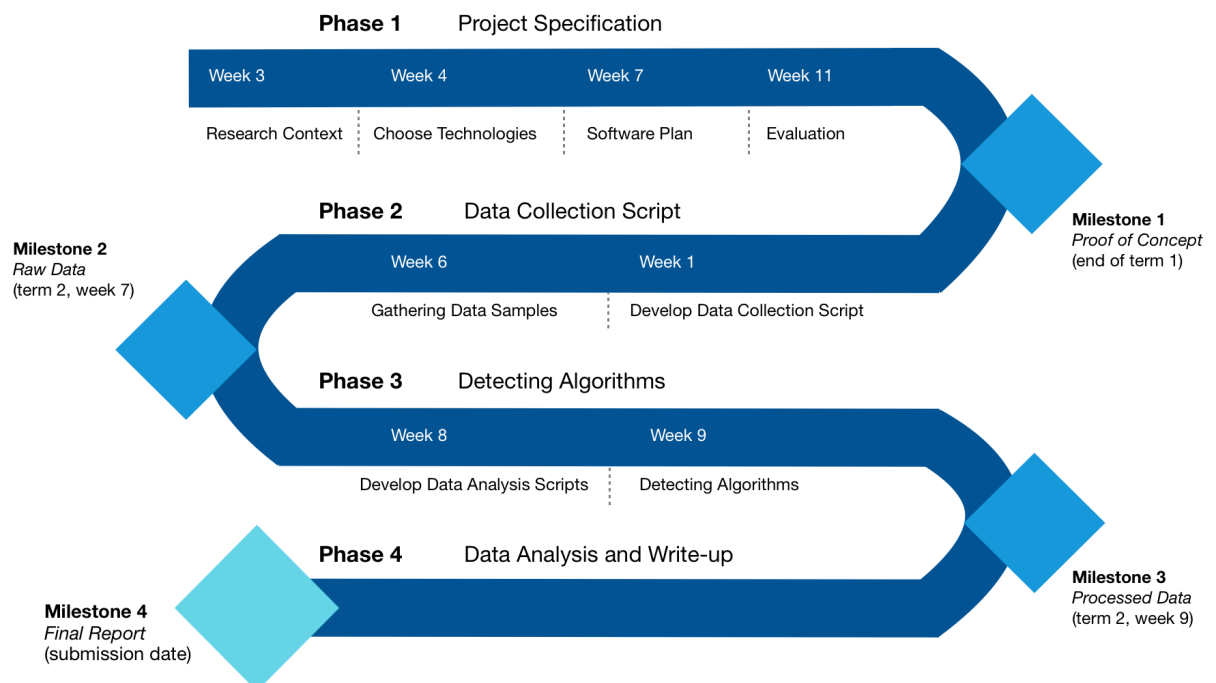 Phase 1 Project Specification
Week 3 Week 4 Week 7 Week 11
Research Context Choose Technologies Software Plan Evaluation
Milestone 1
Proof of Concept
(end of term 1)
Phase 2 Data Collection Script
Week 6 Week 1
Gathering Data Samples Develop Data Collection Script
Milestone 2
Raw Data
(term 2, week 7)
Phase 3 Detecting Algorithms
Week 8 Week 9
Develop Data Analysis Scripts Detecting Algorithms
Milestone 3
Processed Data
(term 2, week 9)
Phase 4 Data Analysis and Write-up
Milestone 4
Final Report
(submission date)